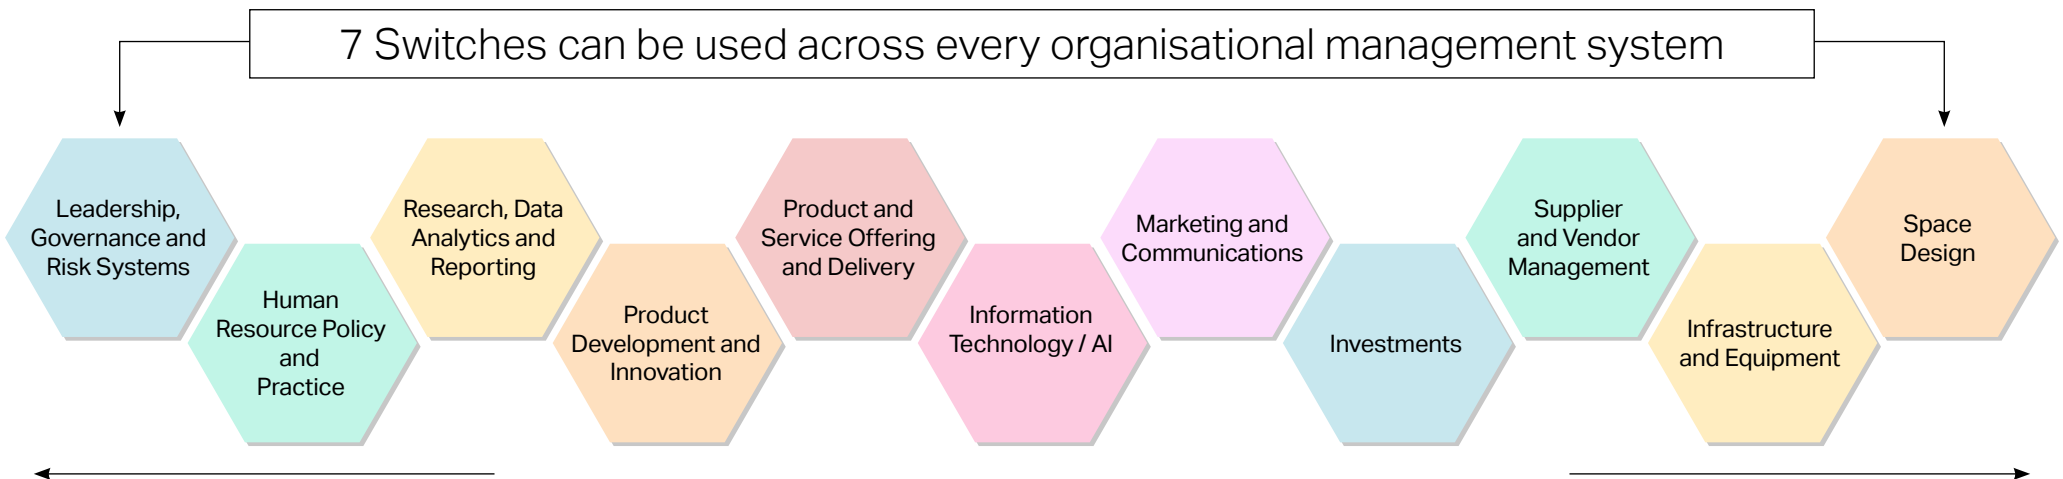 7 Switches can be used across every organisational management system
Leadership,
Governance and
Risk Systems
Human
Resource Policy
and
Practice
Research, Data
Analytics and
Reporting
Product
Development and
Innovation
Product and
Service Offering
and Delivery
Information
Technology / AI
Marketing and
Communications
Investments
Supplier
and Vendor
Management
Infrastructure
and Equipment
Space
Design